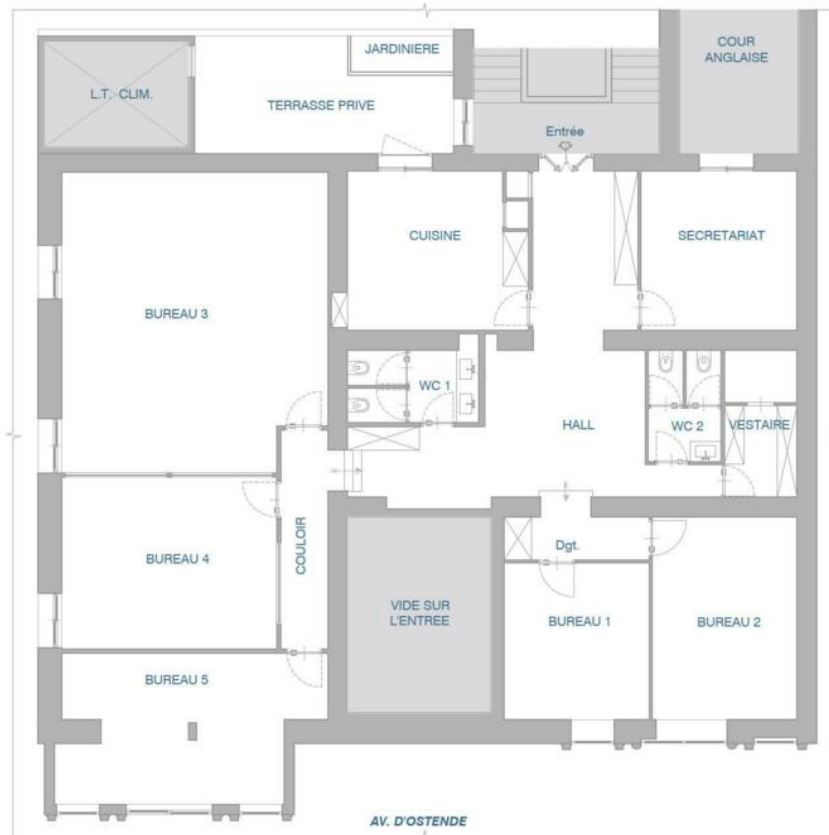 COUR
ANGLAISE
JARDINIERE
L.T. CLIM.
TERRASSE PRIVE
Entrée
CUISINE
SECRETARIAT
BUREAU 3
WC 1
HALL
WC 2
VESTAIRE
COULOIR
Dgt.
BUREAU 4
VIDE SUR
L'ENTREE
BUREAU 1
BUREAU 2
BUREAU 5
AV. D'OSTENDE